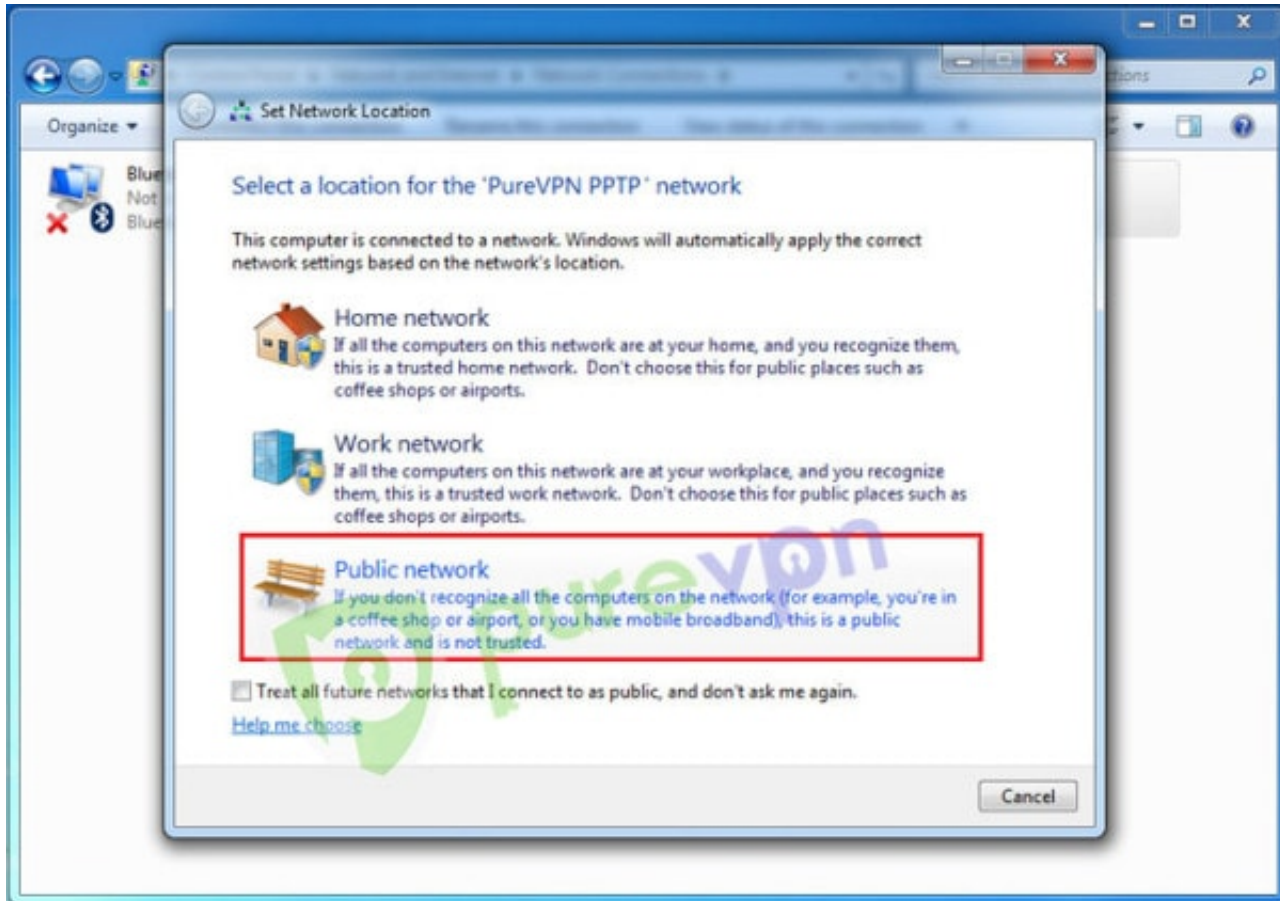 Organize
Set Network Location
Blue
Not
Blue
Select a location for the 'PureVPN PPTP' network
This computer is connected to a network. Windows will automatically apply the correct
network settings based on the network's location.
Home network
If all the computers on this network are at your home, and you recognize them,
this is a trusted home network. Don't choose this for public places such as
coffee shops or airports.
Work network
If all the computers on this network are at your workplace, and you recognize
them, this is a trusted work network. Don't choose this for public places such as
coffee shops or airports.
Public network
If you don't recognize all the computers on the network (for example, you're in
a coffee shop or airport, or you have mobile broadband), this is a public
network and is not trusted.
purevpn
Treat all future networks that I connect to as public, and don't ask me again.
Help me choose
Cancel